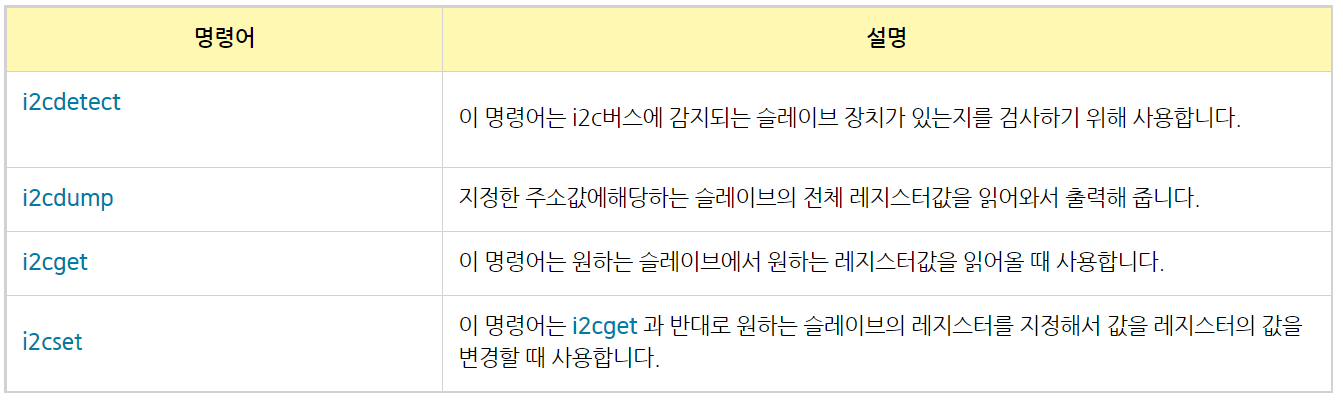 명령어
설명
i2cdetect
이 명령어는 i2c버스에 감지되는 슬레이브 장치가 있는지를 검사하기 위해 사용합니다.
i2cdump
지정한 주소값에해당하는 슬레이브의 전체 레지스터값을 읽어와서 출력해 줍니다.
i2cget
이 명령어는 원하는 슬레이브에서 원하는 레지스터값을 읽어올 때 사용합니다.
i2cset
이 명령어는 i2cget 과 반대로 원하는 슬레이브의 레지스터를 지정해서 값을 레지스터의 값을
변경할 때 사용합니다.